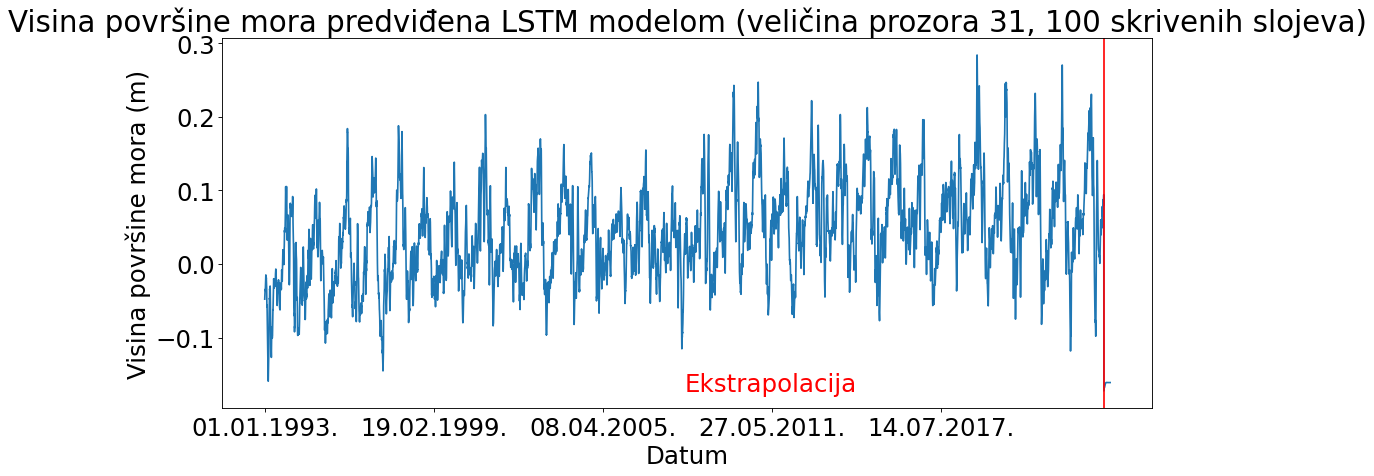 Visina površine mora predviđena LSTM modelom (veličina prozora 31, 100 skrivenih slojeva)
Visina površine mora (m)
0.3
0.2
0.1
0.0
−0.1
Ekstrapolacija
01.01.1993. 19.02.1999. 08.04.2005. 27.05.2011. 14.07.2017.
Datum